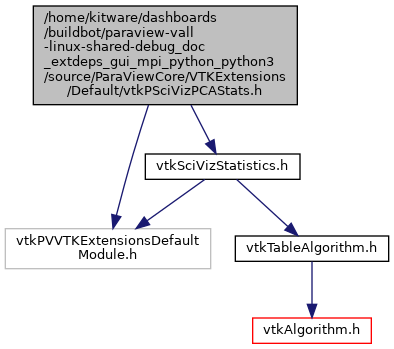 /home/kitware/dashboards
/buildbot/paraview-vall
-linux-shared-debug_doc
_extdeps_gui_mpi_python_python3
/source/ParaViewCore/VTKExtensions
/Default/vtkPSciVizPCAStats.h
vtkSciVizStatistics.h
vtkPVVTKExtensionsDefault
Module.h
vtkTableAlgorithm.h
vtkAlgorithm.h